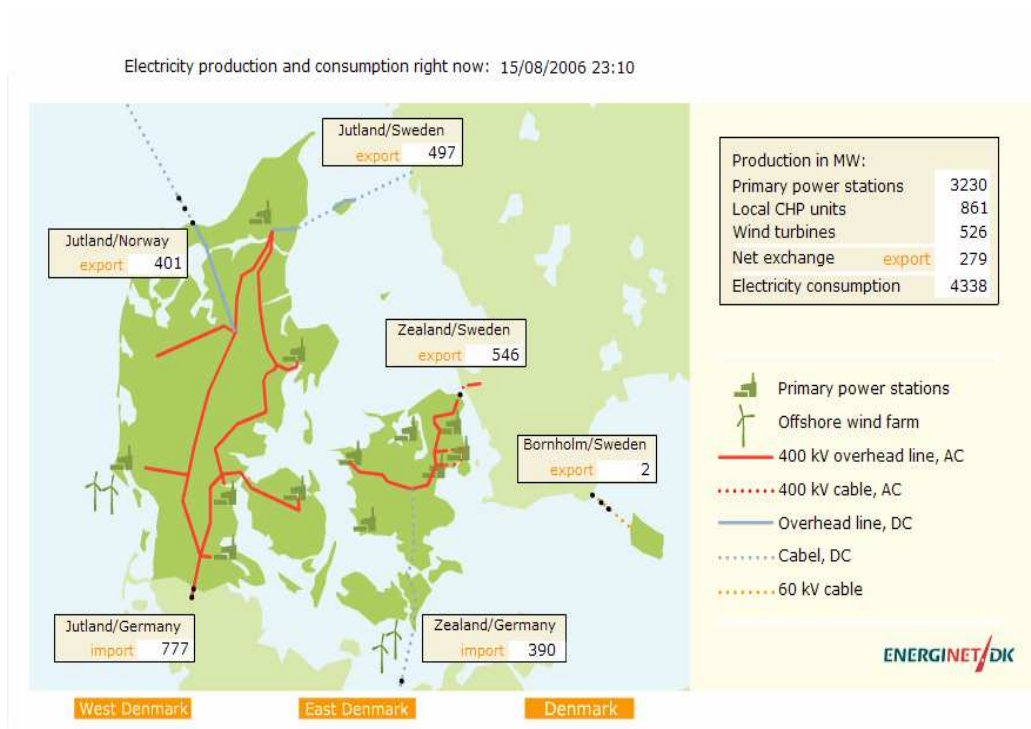 Electricity production and consumption right now: 15/08/2006 23:10
Jutland/Sweden
export 497
Jutland/Norway
export 401
Zealand/Sweden
export 546
Bornholm/Sweden
export 2
Jutland/Germany
import 777
Zealand/Germany
import 390
West Denmark
East Denmark
Denmark
Production in MW:
Primary power stations 3230
Local CHP units 861
Wind turbines 526
Net exchange export 279
Electricity consumption 4338
Primary power stations
Offshore wind farm
400 kV overhead line, AC
400 kV cable, AC
Overhead line, DC
Cabel, DC
60 kV cable
ENERGINET/DK